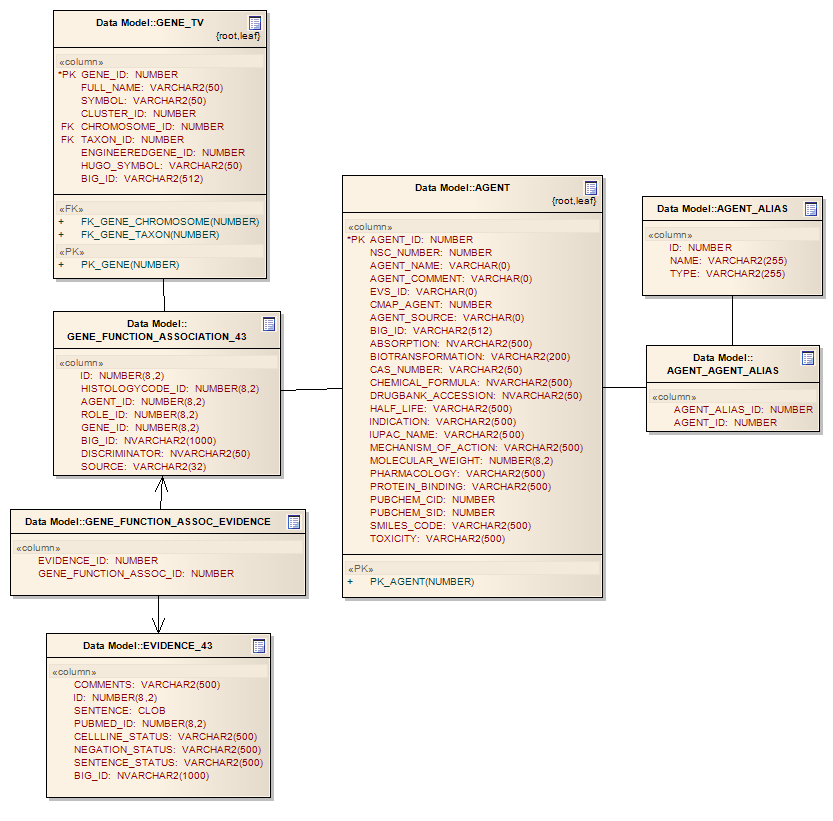 Data Model::GENE_TV
{root,leaf}
«column»
*PK GENE_ID: NUMBER
FULL_NAME: VARCHAR2(50)
SYMBOL: VARCHAR2(50)
CLUSTER_ID: NUMBER
FK CHROMOSOME_ID: NUMBER
FK TAXON_ID: NUMBER
ENGINEEREDGENE_ID: NUMBER
HUGO_SYMBOL: VARCHAR2(50)
BIG_ID: VARCHAR2(512)
«FK»
+ FK_GENE_CHROMOSOME(NUMBER)
+ FK_GENE_TAXON(NUMBER)
«PK»
+ PK_GENE(NUMBER)
Data Model::
GENE_FUNCTION_ASSOCIATION_43
«column»
ID: NUMBER(8,2)
HISTOLOGYCODE_ID: NUMBER(8,2)
AGENT_ID: NUMBER(8,2)
ROLE_ID: NUMBER(8,2)
GENE_ID: NUMBER(8,2)
BIG_ID: NVARCHAR2(1000)
DISCRIMINATOR: NVARCHAR2(50)
SOURCE: VARCHAR2(32)
Data Model::GENE_FUNCTION_ASSOC_EVIDENCE
«column»
EVIDENCE_ID: NUMBER
GENE_FUNCTION_ASSOC_ID: NUMBER
Data Model::EVIDENCE_43
«column»
COMMENTS: VARCHAR2(500)
ID: NUMBER(8,2)
SENTENCE: CLOB
PUBMED_ID: NUMBER(8,2)
CELLLINE_STATUS: VARCHAR2(500)
NEGATION_STATUS: VARCHAR2(500)
SENTENCE_STATUS: VARCHAR2(500)
BIG_ID: NVARCHAR2(1000)
Data Model::AGENT
{root,leaf}
«column»
*PK AGENT_ID: NUMBER
NSC_NUMBER: NUMBER
AGENT_NAME: VARCHAR(0)
AGENT_COMMENT: VARCHAR(0)
EVS_ID: VARCHAR(0)
CMAP_AGENT: NUMBER
AGENT_SOURCE: VARCHAR(0)
BIG_ID: VARCHAR2(512)
ABSORPTION: NVARCHAR2(500)
BIOTRANSFORMATION: VARCHAR2(200)
CAS_NUMBER: VARCHAR2(50)
CHEMICAL_FORMULA: NVARCHAR2(500)
DRUGBANK_ACCESSION: NVARCHAR2(50)
HALF_LIFE: VARCHAR2(500)
INDICATION: VARCHAR2(500)
IUPAC_NAME: VARCHAR2(500)
MECHANISM_OF_ACTION: VARCHAR2(500)
MOLECULAR_WEIGHT: NUMBER(8,2)
PHARMACOLOGY: VARCHAR2(500)
PROTEIN_BINDING: VARCHAR2(500)
PUBCHEM_CID: NUMBER
PUBCHEM_SID: NUMBER
SMILES_CODE: VARCHAR2(500)
TOXICITY: VARCHAR2(500)
«PK»
+ PK_AGENT(NUMBER)
Data Model::AGENT_ALIAS
«column»
ID: NUMBER
NAME: VARCHAR2(255)
TYPE: VARCHAR2(255)
Data Model::
AGENT_AGENT_ALIAS
«column»
AGENT_ALIAS_ID: NUMBER
AGENT_ID: NUMBER